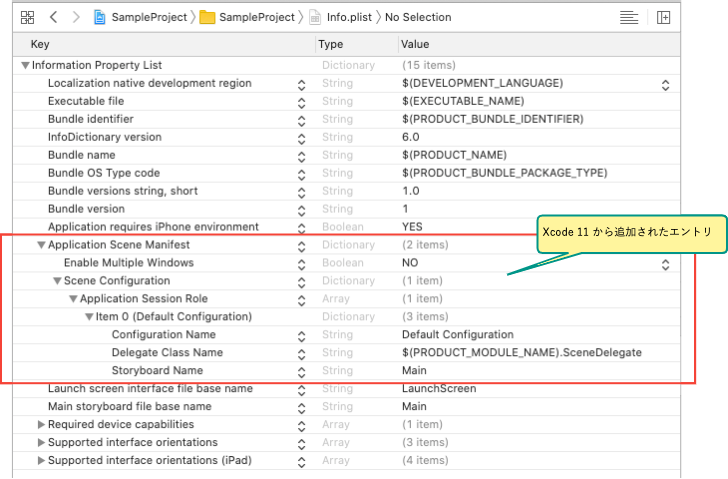 SampleProject SampleProject Info.plist No Selection
Key Type Value
Information Property List Dictionary (15 items)
Localization native development region String $(DEVELOPMENT_LANGUAGE)
Executable file String $(EXECUTABLE_NAME)
Bundle identifier String $(PRODUCT_BUNDLE_IDENTIFIER)
InfoDictionary version String 6.0
Bundle name String $(PRODUCT_NAME)
Bundle OS Type code String $(PRODUCT_BUNDLE_PACKAGE_TYPE)
Bundle versions string, short String 1.0
Bundle version String 1
Application requires iPhone environment Boolean YES
Xcode 11 から追加されたエントリ
Application Scene Manifest Dictionary (2 items)
Enable Multiple Windows Boolean NO
Scene Configuration Dictionary (1 item)
Application Session Role Array (1 item)
Item 0 (Default Configuration) Dictionary (3 items)
Configuration Name String Default Configuration
Delegate Class Name String $(PRODUCT_MODULE_NAME).SceneDelegate
Storyboard Name String Main
Launch screen interface file base name String LaunchScreen
Main storyboard file base name String Main
Required device capabilities Array (1 item)
Supported interface orientations Array (3 items)
Supported interface orientations (iPad) Array (4 items)